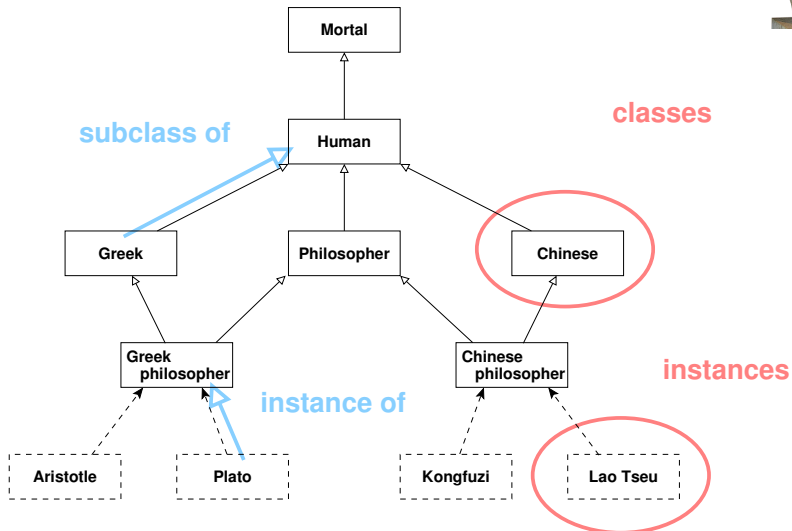 Mortal
classes
subclass of
Human
Greek
Philosopher
Chinese
Greek
philosopher
Chinese
philosopher
instances
instance of
Aristotle
Plato
Kongfuzi
Lao Tseu